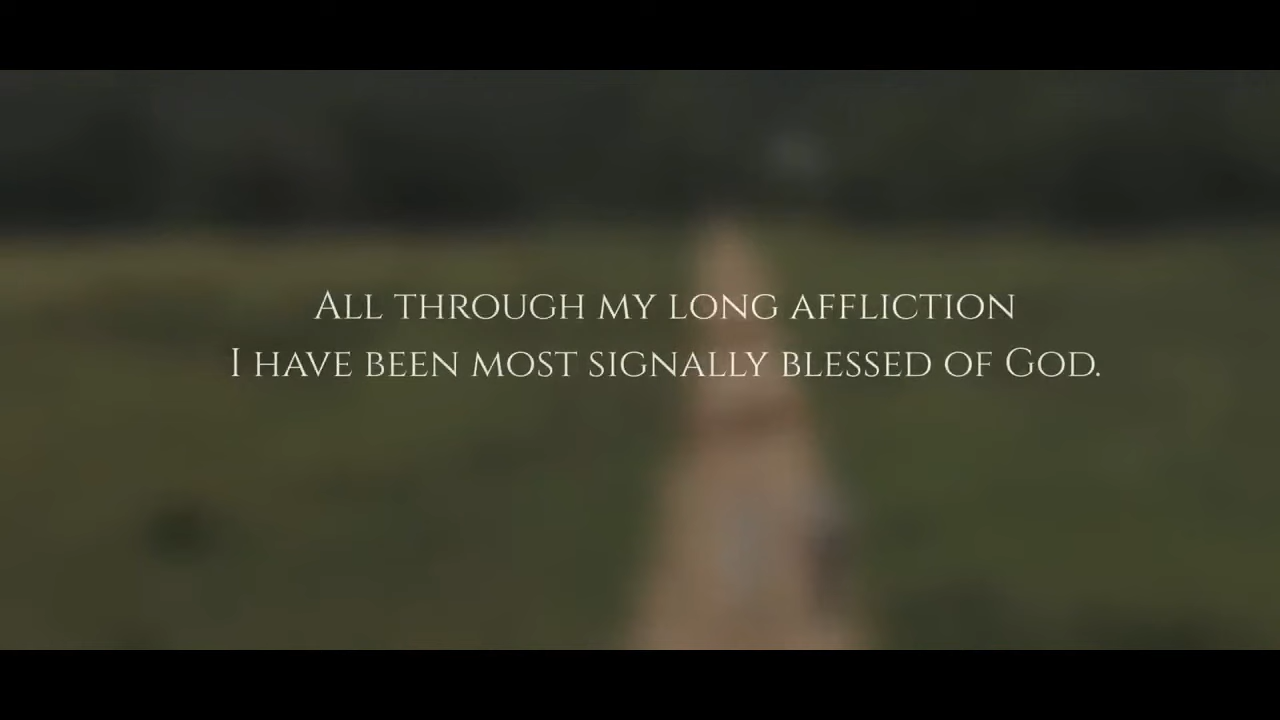 All through my long affliction
I have been most signally blessed of God.